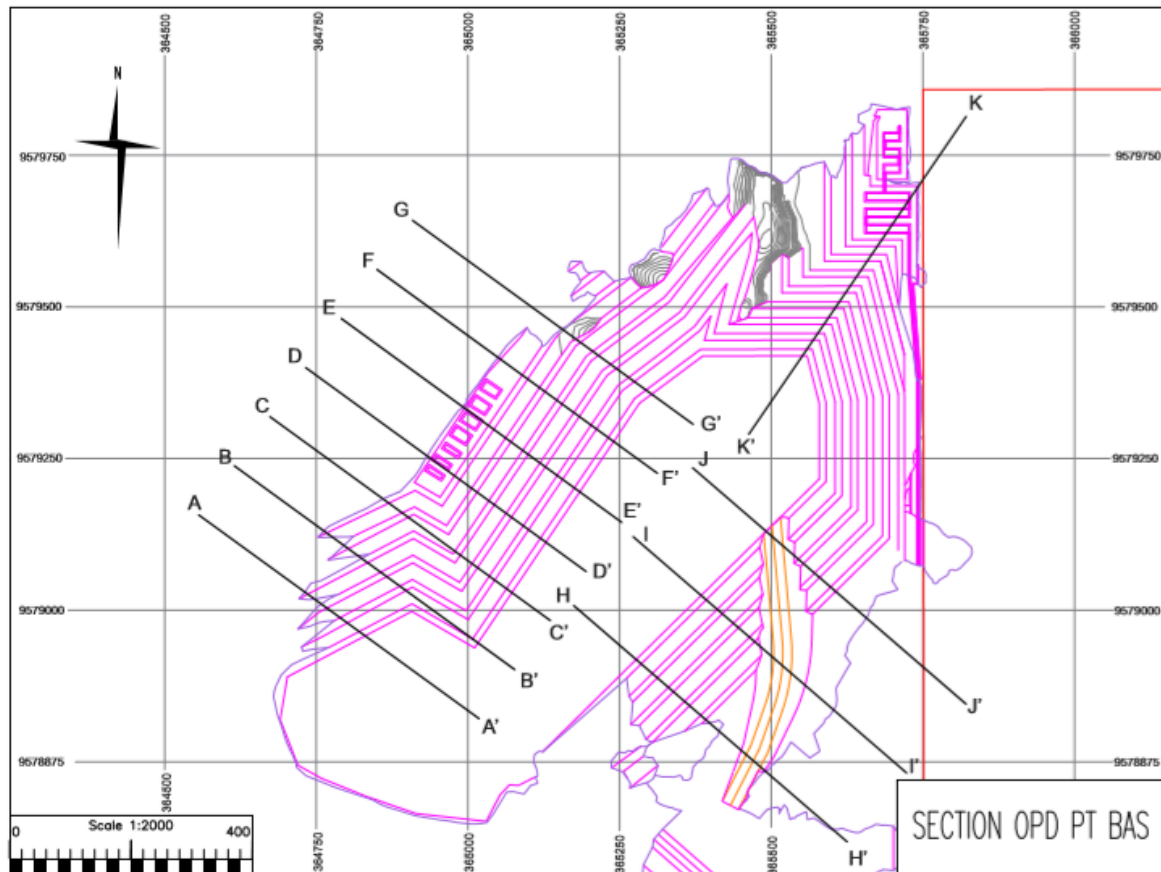 364500
364750
365000
365250
365500
365750
366000
N
K
9579750
9579750
G
F
E
9579500
9579500
D
C
G'
K'
B
J
9579250
9579250
F'
A
E'
I
D'
H
9579000
9579000
C'
B'
J'
A'
9578875
9578875
I'
364500
364750
365000
365250
365500
SECTION OPD PT BAS
0
Scale 1:2000
400
H'